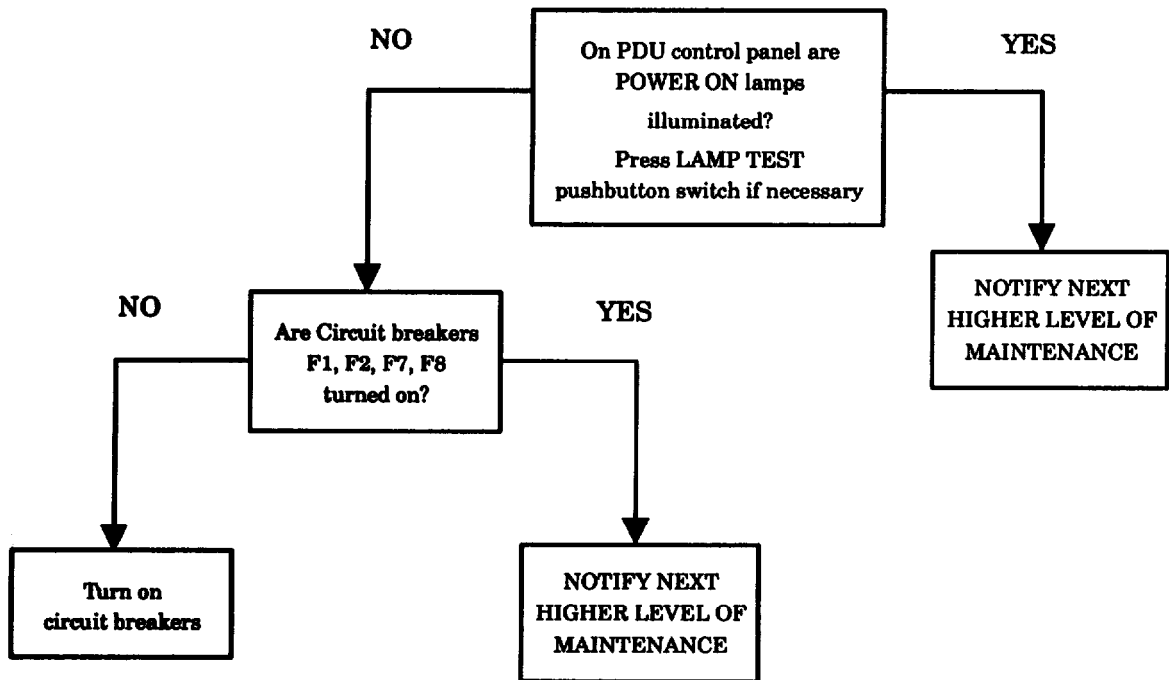 NO
On PDU control panel are
POWER ON lamps
illuminated?
Press LAMP TEST
pushbutton switch if necessary
YES
NOTIFY NEXT
HIGHER LEVEL OF
MAINTENANCE
NO
Are Circuit breakers
F1, F2, F7, F8
turned on?
YES
Turn on
circuit breakers
NOTIFY NEXT
HIGHER LEVEL OF
MAINTENANCE